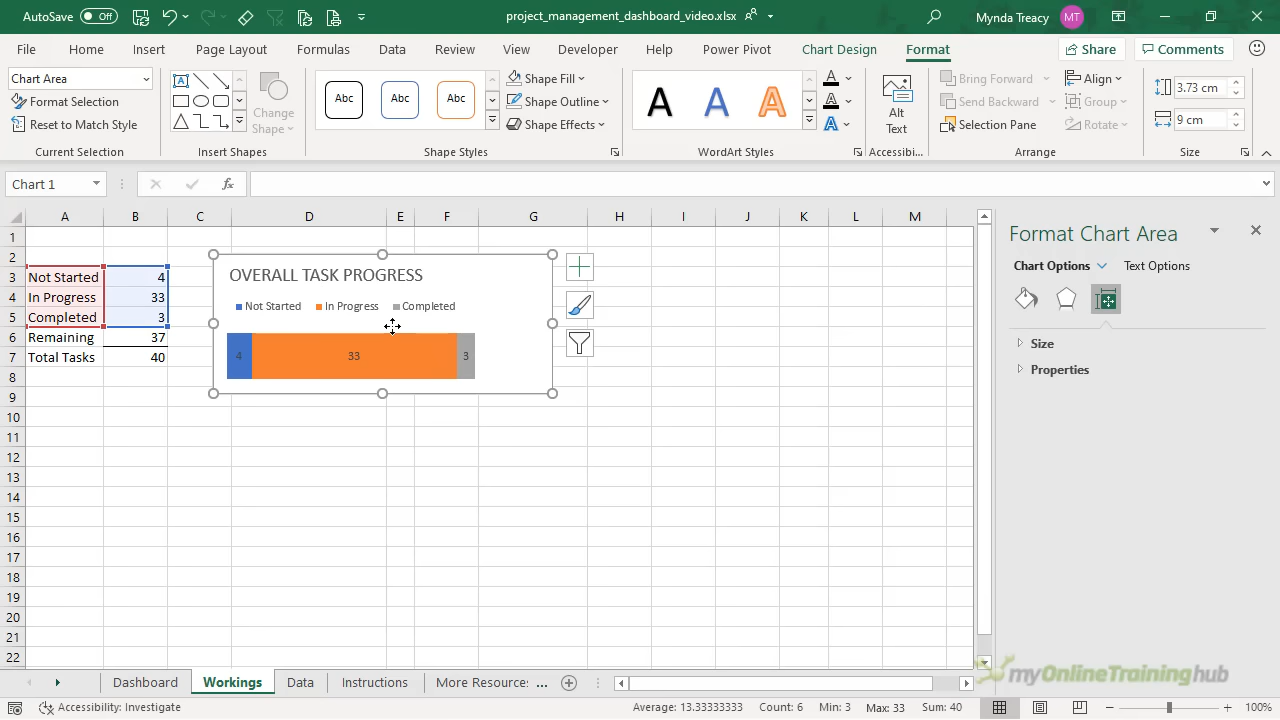 AutoSave Off project_management_dashboard_video.xlsx Mynda Treacy MT
File Home Insert Page Layout Formulas Data Review View Developer Help Power Pivot Chart Design Format Share Comments
Chart Area
Format Selection
Reset to Match Style
Current Selection
Change
Shape
Insert Shapes
Abc Abc Abc
Shape Fill
Shape Outline
Shape Effects
Shape Styles
A A A
WordArt Styles
Alt
Text
Accessibili...
Bring Forward Align
Send Backward Group
Selection Pane Rotate
Arrange
3.73 cm
9 cm
Size
Chart 1 fx
A B C D E F G H I J K L M
1
2
3 Not Started 4
4 In Progress 33
5 Completed 3
6 Remaining 37
7 Total Tasks 40
8
9
10
11
12
13
14
15
16
17
18
19
20
21
22
OVERALL TASK PROGRESS
Not Started In Progress Completed
4 33 3
Format Chart Area
Chart Options Text Options
Size
Properties
myOnlineTraininghub
Dashboard Workings Data Instructions More Resource ...
Accessibility: Investigate Average: 13.33333333 Count: 6 Min: 3 Max: 33 Sum: 40 100%